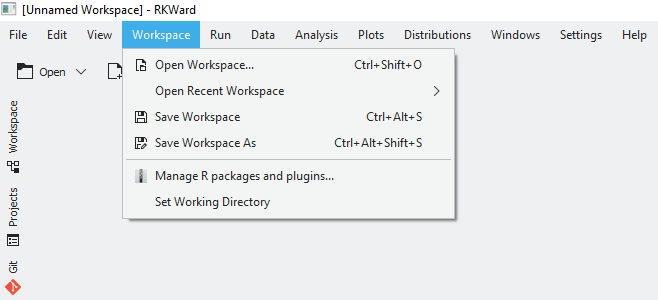 [Unnamed Workspace] - RKWard
File Edit View Workspace Run Data Analysis Plots Distributions Windows Settings Help
Open
Open Workspace... Ctrl+Shift+O
Open Recent Workspace
Save Workspace Ctrl+Alt+S
Save Workspace As Ctrl+Alt+Shift+S
Manage R packages and plugins...
Set Working Directory
Workspace
Projects
Git